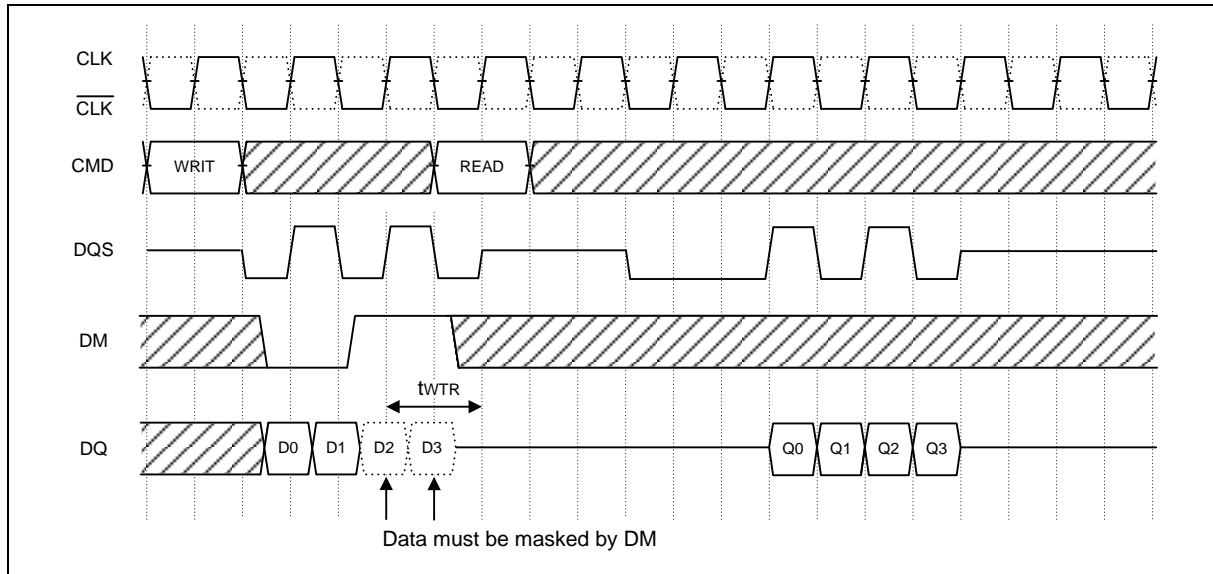 CLK
CLK
CMD WRIT READ
DQS
DM
tWTR
DQ D0 D1 D2 D3 Q0 Q1 Q2 Q3
Data must be masked by DM